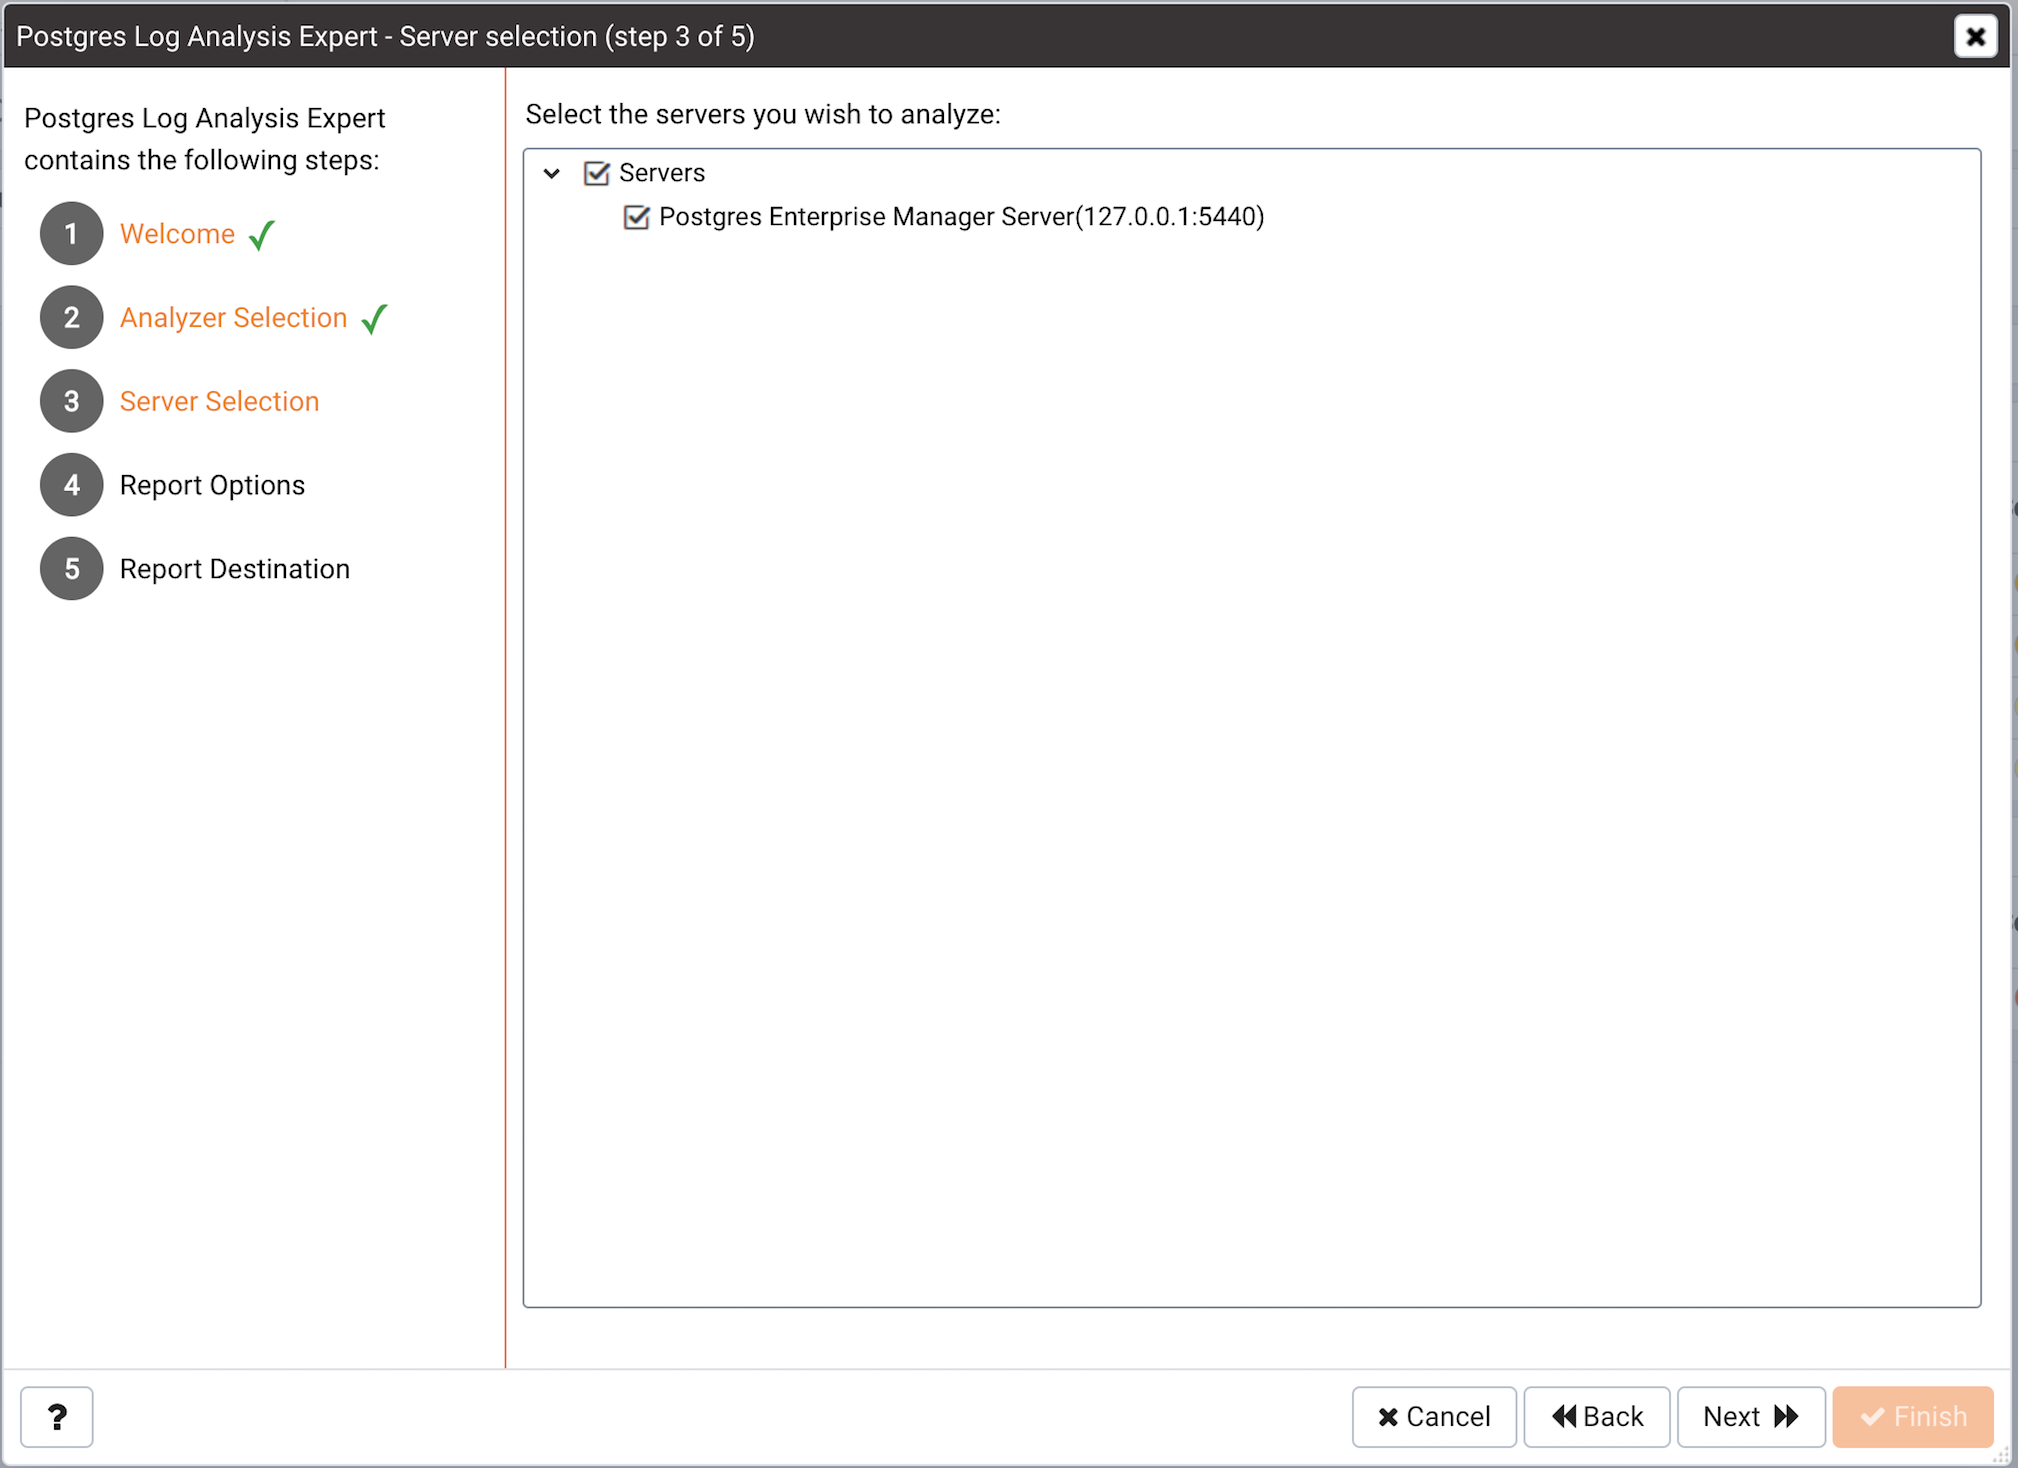 Postgres Log Analysis Expert - Server selection (step 3 of 5)
Postgres Log Analysis Expert
contains the following steps:
1 Welcome
2 Analyzer Selection
3 Server Selection
4 Report Options
5 Report Destination
Select the servers you wish to analyze:
Servers
Postgres Enterprise Manager Server(127.0.0.1:5440)
?
Cancel
Back
Next
Finish